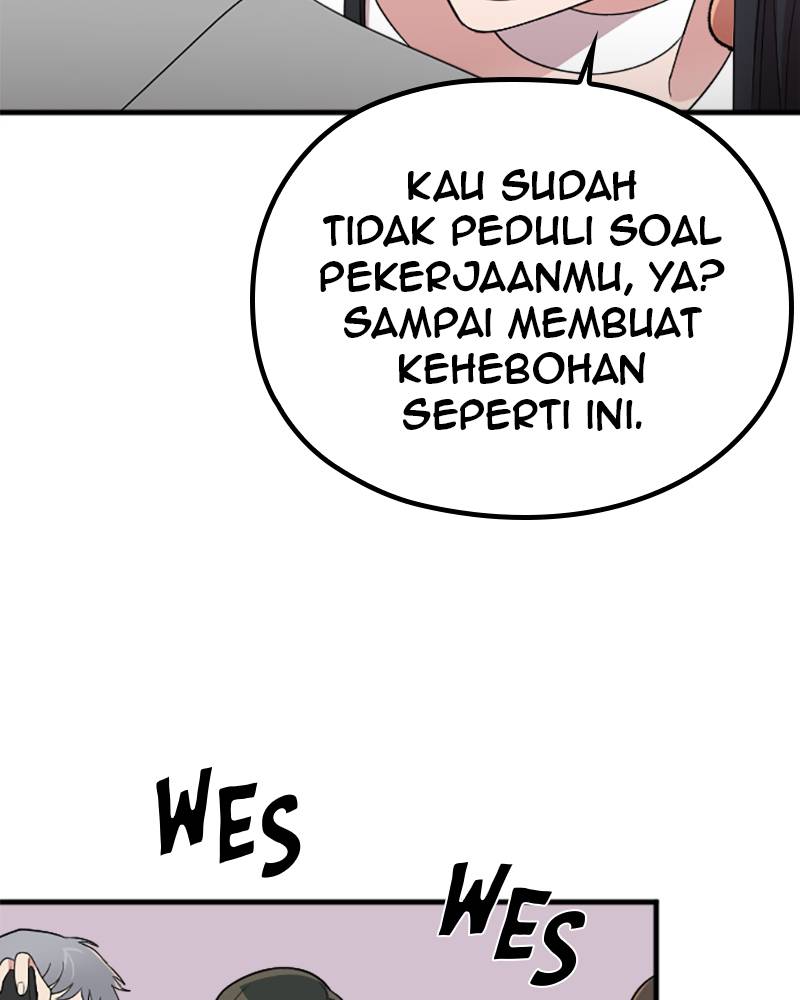 KAU SUDAH
TIDAK PEDULI SOAL
PEKERJAANMU, YA?
SAMPAI MEMBUAT
KEHEBOHAN
SEPERTI INI.
WES
WES